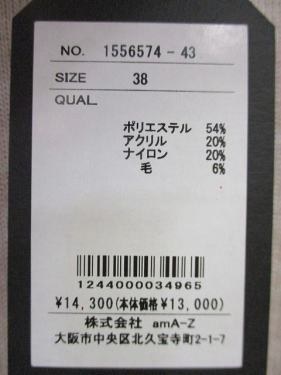 NO. 1556574-43
SIZE 38
QUAL
ポリエステル 54%
アクリル 20%
ナイロン 20%
毛 6%
1244000034965
¥14,300(本体価格¥13,000)
株式会社 amA-Z
大阪市中央区北久宝寺町2-1-7